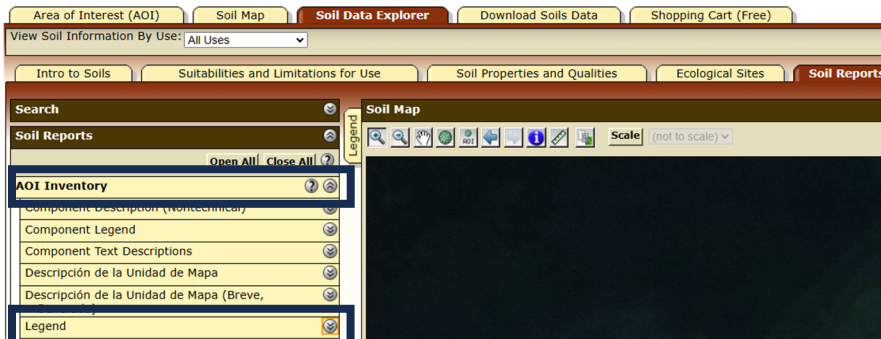 Area of Interest (AOI) Soil Map Soil Data Explorer Download Soils Data Shopping Cart (Free)
View Soil Information By Use: All Uses
Intro to Soils Suitabilities and Limitations for Use Soil Properties and Qualities Ecological Sites Soil Reports
Search
Soil Reports
Open All Close All ?
AOI Inventory ?
Component Description (Nontechnical)
Component Legend
Component Text Descriptions
Descripción de la Unidad de Mapa
Descripción de la Unidad de Mapa (Breve,
Legend
Legend
Soil Map
AOI Scale (not to scale)